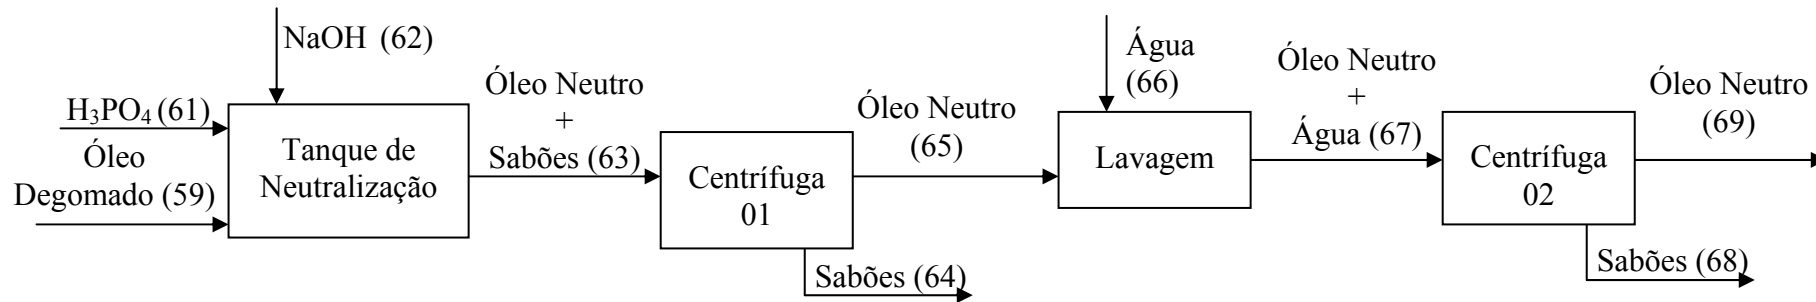 NaOH (62)
H₃PO₄ (61)
Óleo
Degomado (59)
Tanque de
Neutralização
Óleo Neutro
+
Sabões (63)
Centrífuga
01
Sabões (64)
Óleo Neutro
(65)
Água
(66)
Lavagem
Óleo Neutro
+
Água (67)
Centrífuga
02
Sabões (68)
Óleo Neutro
(69)